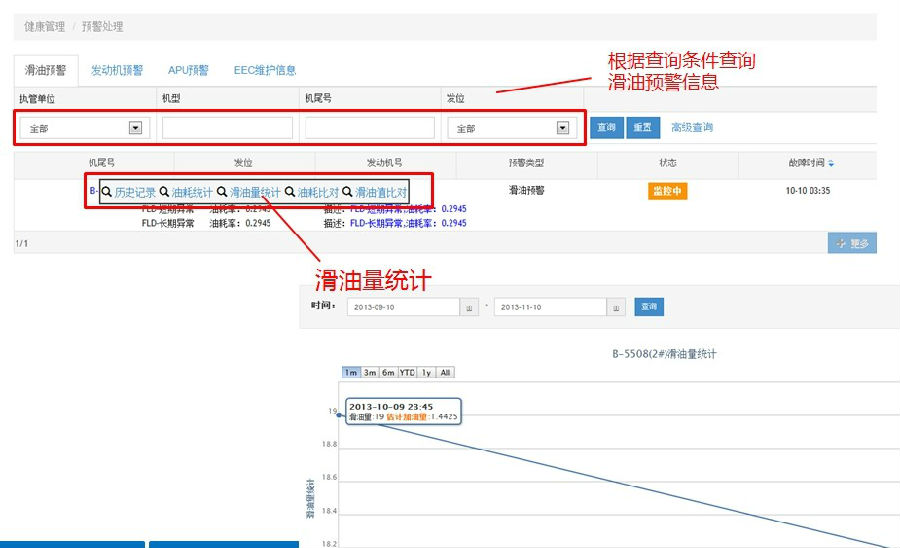 健康管理 / 预警处理
滑油预警 发动机预警 APU预警 EEC维护信息
根据查询条件查询
滑油预警信息
执管单位 机型 机尾号 发位
全部 全部 查询 重置 高级查询
机尾号 发位 发动机号 预警类型 状态 故障时间
B- 历史记录 油耗统计 滑油量统计 油耗比对 滑油值比对 滑油预警 监控中 10-10 03:35
FLD-短期异常 油耗率: 0.2945 描述: FLD-短期异常,油耗率: 0.2945
FLD-长期异常 油耗率: 0.2945 描述: FLD-长期异常,油耗率: 0.2945
1/1 更多
滑油量统计
时间: 2013-09-10 - 2013-11-10 查询
B-5508(2#)滑油量统计
1m 3m 6m YTD 1y All
2013-10-09 23:45
滑油量:19 估计加滑量:1.4425
19
18.8
18.6
18.4
18.2
滑油量统计